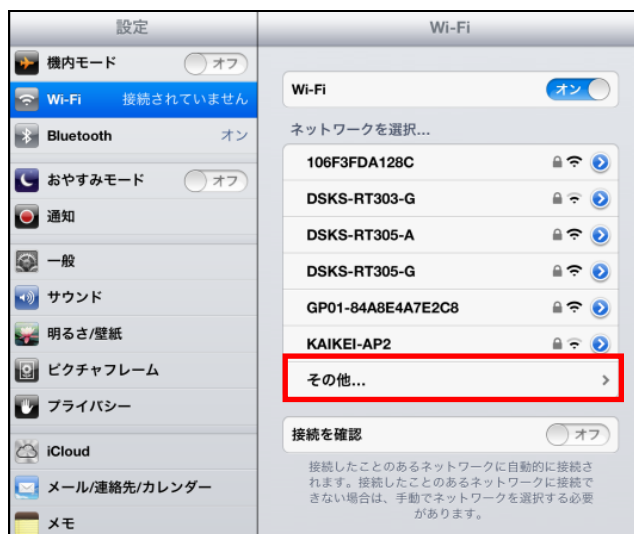 設定
機内モード オフ
Wi-Fi 接続されていません
Bluetooth オン
おやすみモード オフ
通知
一般
サウンド
明るさ/壁紙
ピクチャフレーム
プライバシー
iCloud
メール/連絡先/カレンダー
メモ
Wi-Fi
Wi-Fi オン
ネットワークを選択...
106F3FDA128C
DSKS-RT303-G
DSKS-RT305-A
DSKS-RT305-G
GP01-84A8E4A7E2C8
KAIKEI-AP2
その他...
接続を確認 オフ
接続したことのあるネットワークに自動的に接続さ
れます。接続したことのあるネットワークに接続で
きない場合は、手動でネットワークを選択する必要
があります。